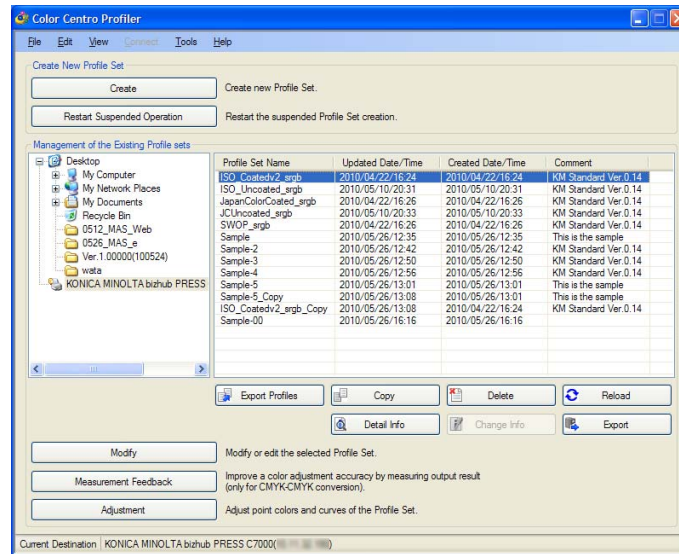 Color Centro Profiler
File Edit View Connect Tools Help
Create New Profile Set
Create Create new Profile Set.
Restart Suspended Operation Restart the suspended Profile Set creation.
Management of the Existing Profile sets
Desktop
My Computer
My Network Places
My Documents
Recycle Bin
0512_MAS_Web
0526_MAS_e
Ver.1.00000(100524)
wata
KONICA MINOLTA bizhub PRESS
Profile Set Name Updated Date/Time Created Date/Time Comment
ISO_Coatedv2_srgb 2010/04/22/16:24 2010/04/22/16:24 KM Standard Ver.0.14
ISO_Uncoated_srgb 2010/05/10/20:31 2010/05/10/20:31 KM Standard Ver.0.14
JapanColorCoated_srgb 2010/04/22/16:26 2010/04/22/16:26 KM Standard Ver.0.14
JCUncoated_srgb 2010/05/10/20:33 2010/05/10/20:33 KM Standard Ver.0.14
SWOP_srgb 2010/04/22/16:26 2010/04/22/16:26 KM Standard Ver.0.14
Sample 2010/05/26/12:35 2010/05/26/12:35 This is the sample
Sample-2 2010/05/26/12:42 2010/05/26/12:42 KM Standard Ver.0.14
Sample-3 2010/05/26/12:50 2010/05/26/12:50 KM Standard Ver.0.14
Sample-4 2010/05/26/12:56 2010/05/26/12:56 KM Standard Ver.0.14
Sample-5 2010/05/26/13:01 2010/05/26/13:01 This is the sample
Sample-5_Copy 2010/05/26/13:08 2010/05/26/13:01 This is the sample
ISO_Coatedv2_srgb_Copy 2010/05/26/13:08 2010/04/22/16:24 KM Standard Ver.0.14
Sample-00 2010/05/26/16:16 2010/05/26/16:16
Export Profiles Copy Delete Reload
Detail Info Change Info Export
Modify Modify or edit the selected Profile Set.
Measurement Feedback Improve a color adjustment accuracy by measuring output result
(only for CMYK-CMYK conversion).
Adjustment Adjust point colors and curves of the Profile Set.
Current Destination KONICA MINOLTA bizhub PRESS C7000(